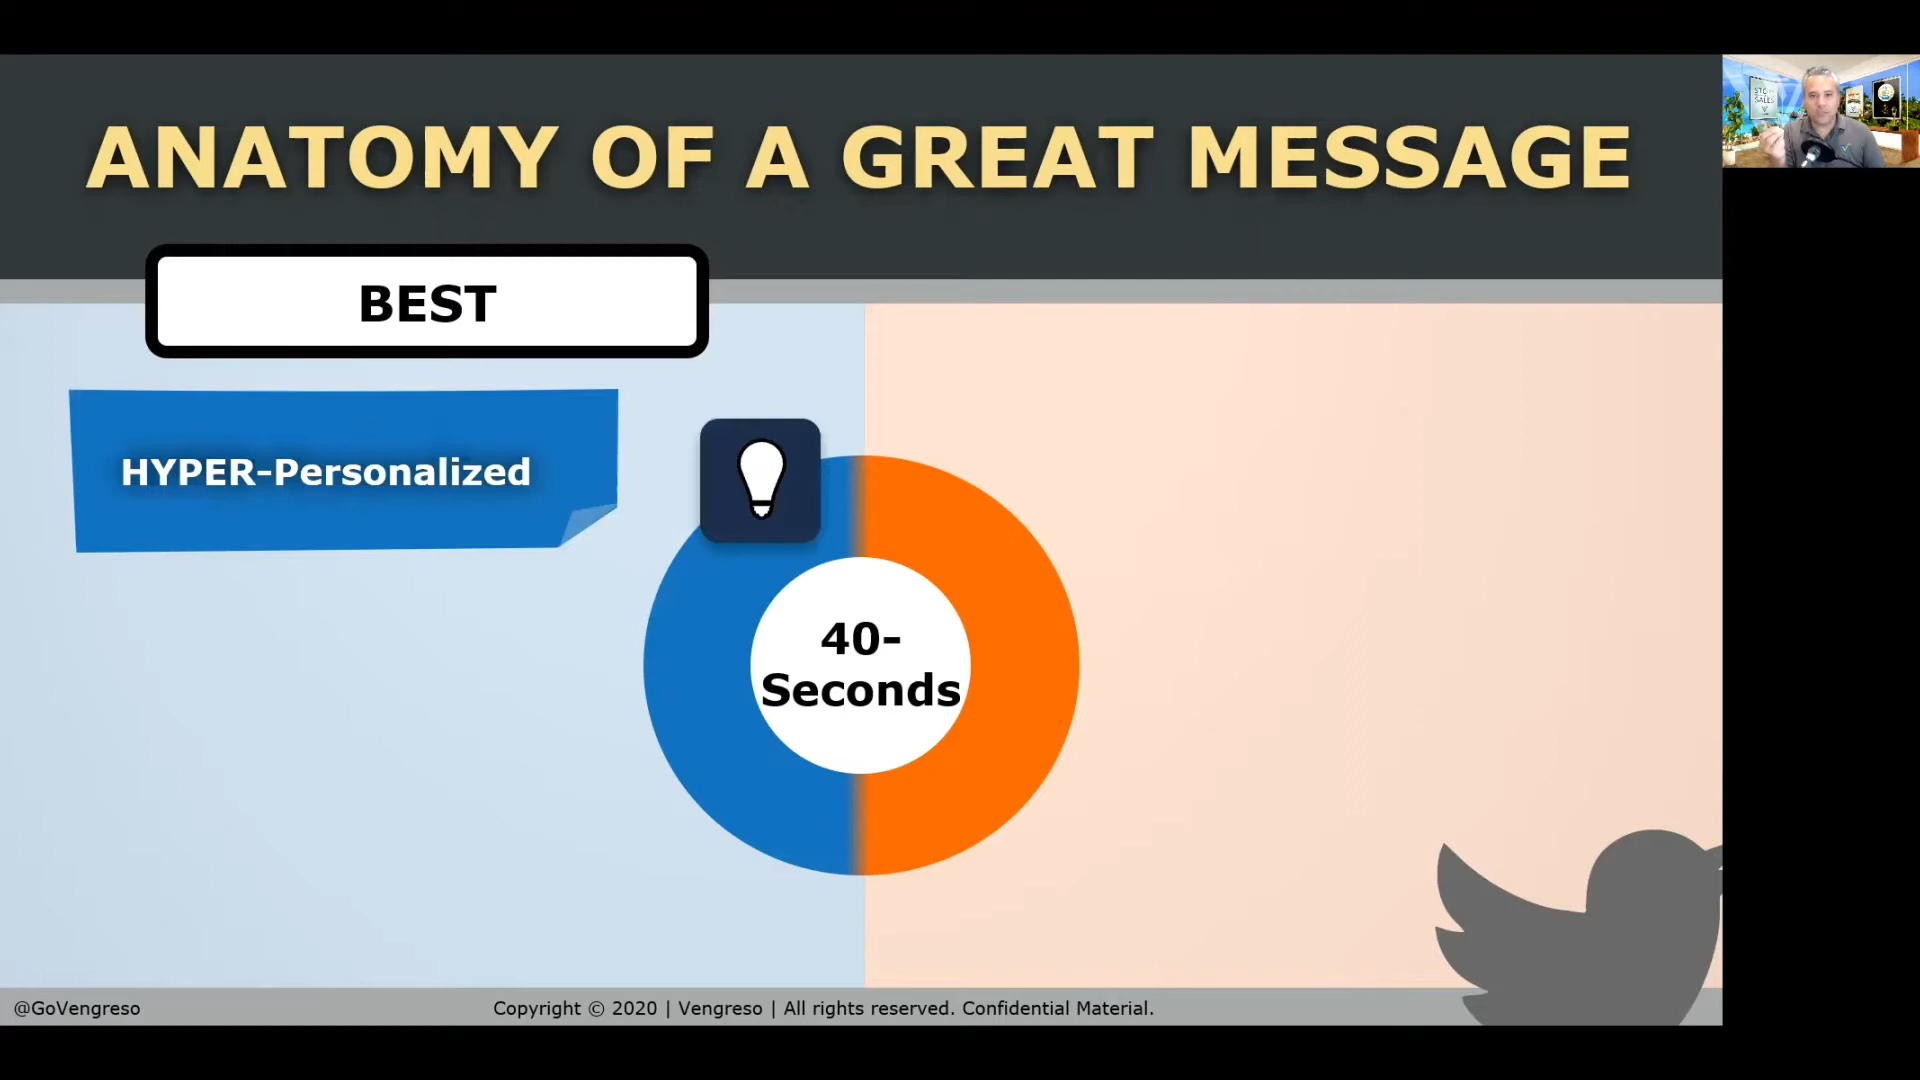 ANATOMY OF A GREAT MESSAGE
BEST
HYPER-Personalized
40-
Seconds
@GoVengreso
Copyright © 2020 | Vengreso | All rights reserved. Confidential Material.